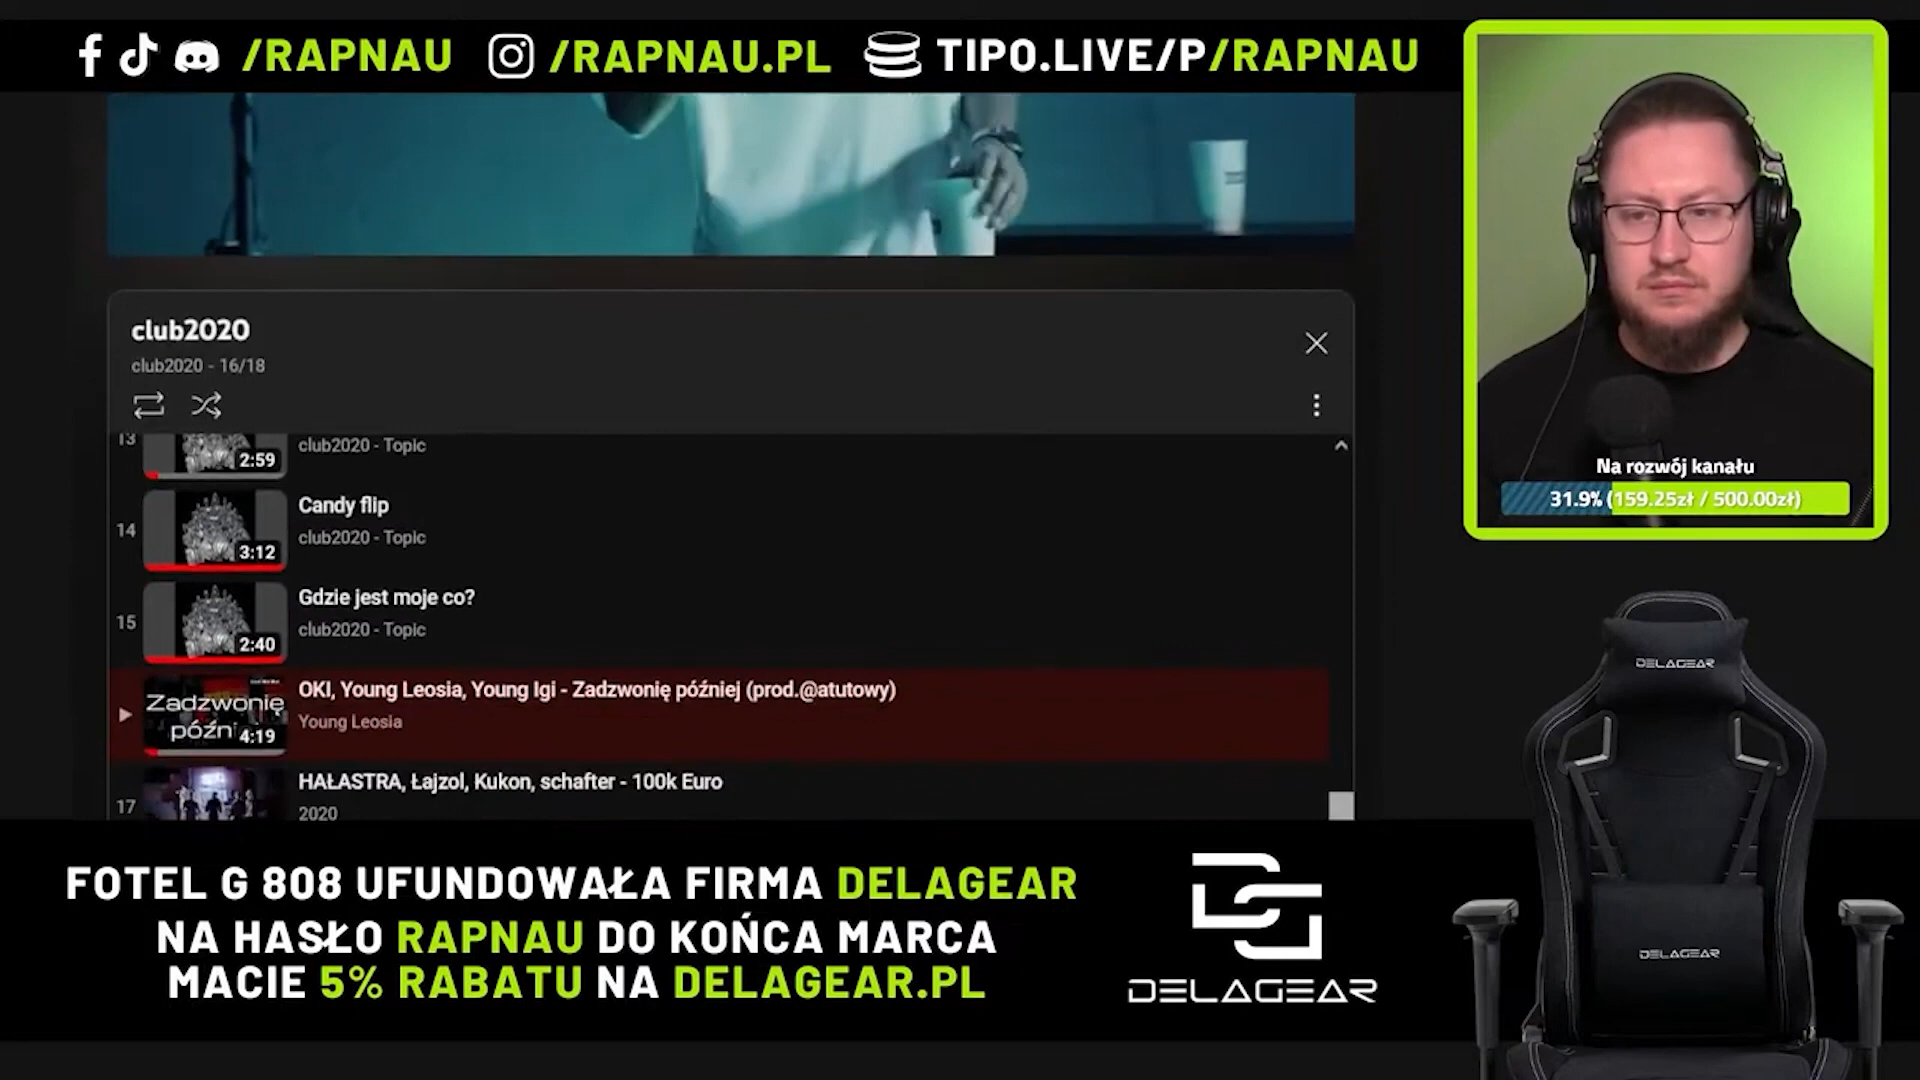 /RAPNAU /RAPNAU.PL TIPO.LIVE/P/RAPNAU
club2020
club2020 - 16/18
13
2:59
club2020 - Topic
14
3:12
Candy flip
club2020 - Topic
15
2:40
Gdzie jest moje co?
club2020 - Topic
Zadzwonię
późni
4:19
OKI, Young Leosia, Young Igi - Zadzwonię później (prod.@atutowy)
Young Leosia
17
HAŁASTRA, Łajzol, Kukon, schafter - 100k Euro
2020
Na rozwój kanału
31.9% (159.25zł / 500.00zł)
FOTEL G 808 UFUNDOWAŁA FIRMA DELAGEAR
NA HASŁO RAPNAU DO KOŃCA MARCA
MACIE 5% RABATU NA DELAGEAR.PL
DELAGEAR
DELAGEAR
DELAGEAR